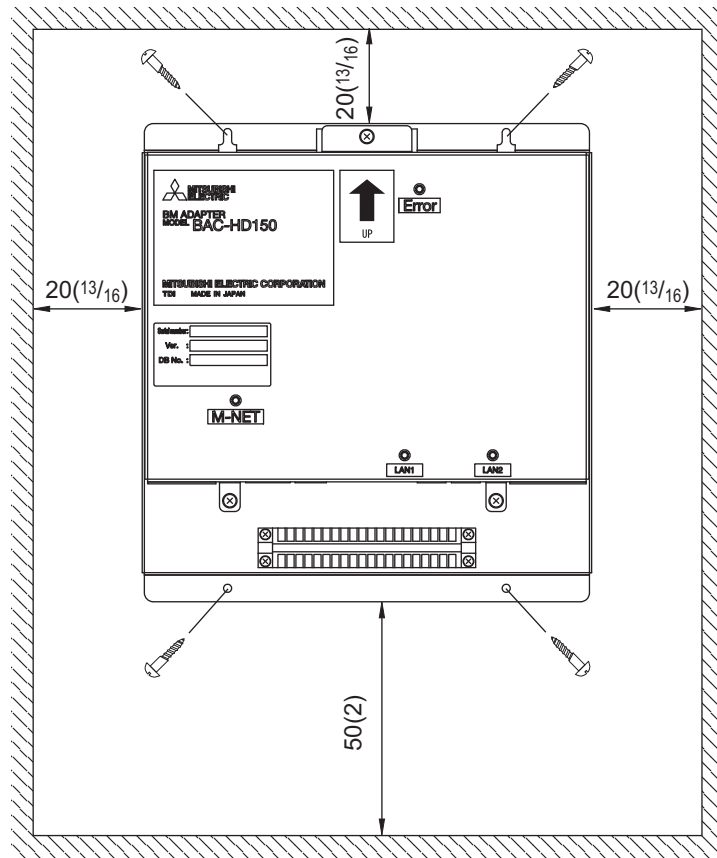 20(13/16)
MITSUBISHI
ELECTRIC
BM ADAPTER
MODEL BAC-HD150
MITSUBISHI ELECTRIC CORPORATION
TDI MADE IN JAPAN
UP
Error
20(13/16)
20(13/16)
Ver. :
DB No. :
M-NET
LAN1
LAN2
50(2)